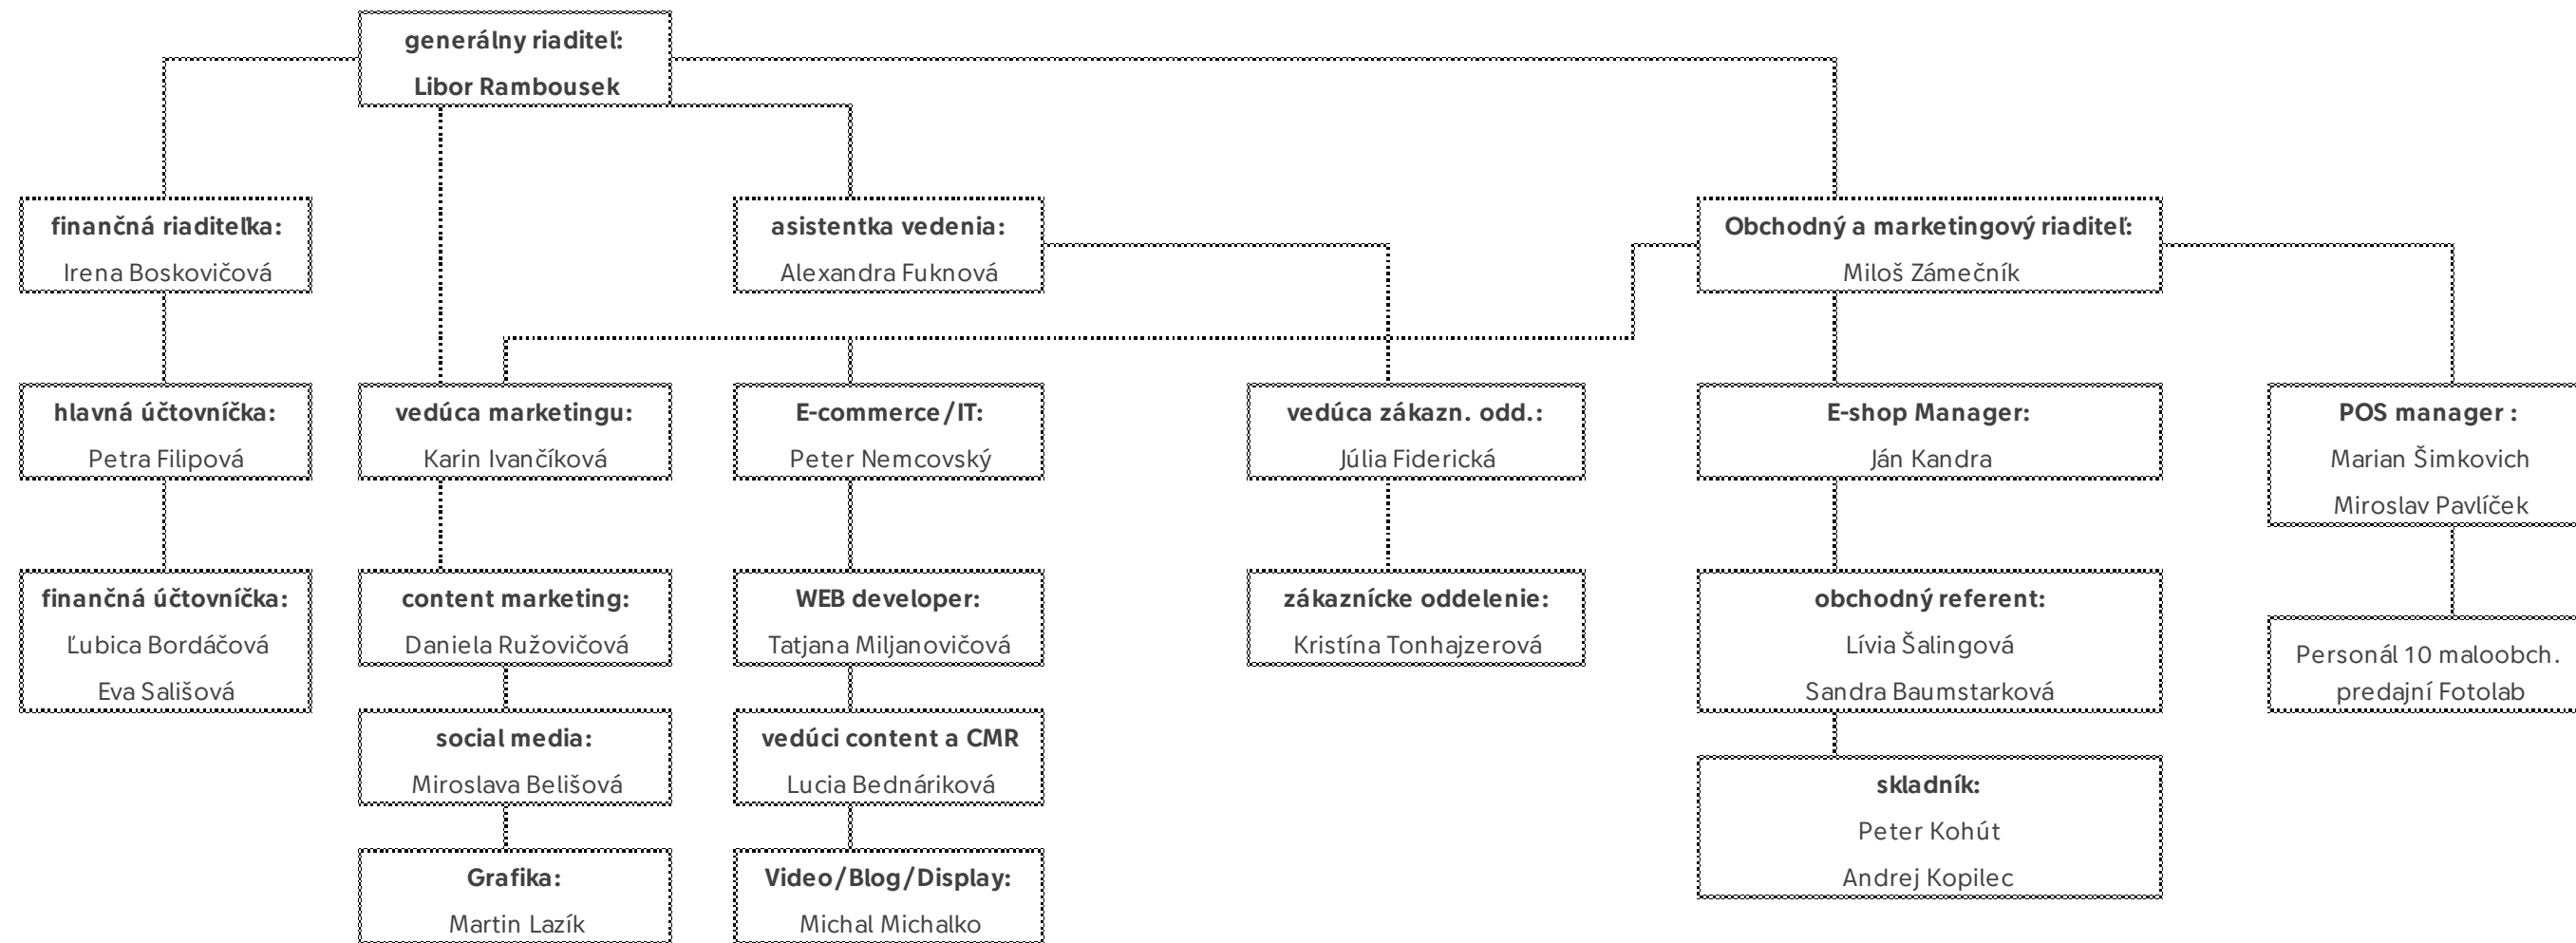 generálny riaditeľ:
Libor Rambousek
finančná riaditeľka:
Irena Boskovičová
asistentka vedenia:
Alexandra Fuknová
Obchodný a marketingový riaditeľ:
Miloš Zámečník
hlavná účtovníčka:
Petra Filipová
vedúca marketingu:
Karin Ivančíková
E-commerce/IT:
Peter Nemcovský
vedúca zákazn. odd.:
Júlia Fiderická
E-shop Manager:
Ján Kandra
POS manager :
Marian Šimkovich
Miroslav Pavlíček
finančná účtovníčka:
Ľubica Bordáčová
Eva Sališová
content marketing:
Daniela Ružovičová
WEB developer:
Tatjana Miljanovičová
zákaznícke oddelenie:
Kristína Tonhajzerová
obchodný referent:
Lívia Šalingová
Sandra Baumstarková
Personál 10 maloobch.
predajní Fotolab
social media:
Miroslava Belišová
vedúci content a CMR
Lucia Bednáriková
skladník:
Peter Kohút
Andrej Kopilec
Grafika:
Martin Lazík
Video/Blog/Display:
Michal Michalko